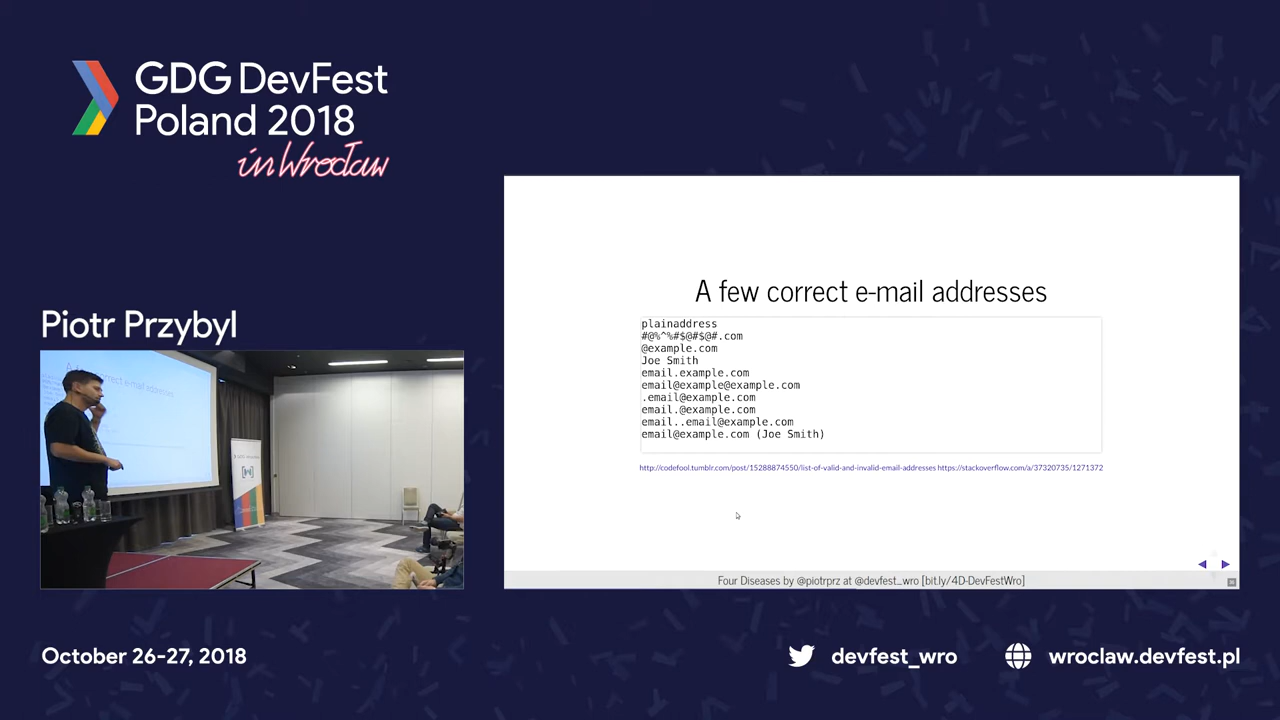 GDG DevFest
Poland 2018
in Wrocław
Piotr Przybyl
A few correct e-mail addresses
plainaddress
#@%^%#$@#$@#.com
@example.com
Joe Smith
email.example.com
email@example@example.com
.email@example.com
email.@example.com
email..email@example.com
email@example.com (Joe Smith)
http://codefool.tumblr.com/post/15288874550/list-of-valid-and-invalid-email-addresses https://stackoverflow.com/a/37320735/1271372
Four Diseases by @piotrprz at @devfest_wro [bit.ly/4D-DevFestWro]
October 26-27, 2018
devfest_wro
wroclaw.devfest.pl